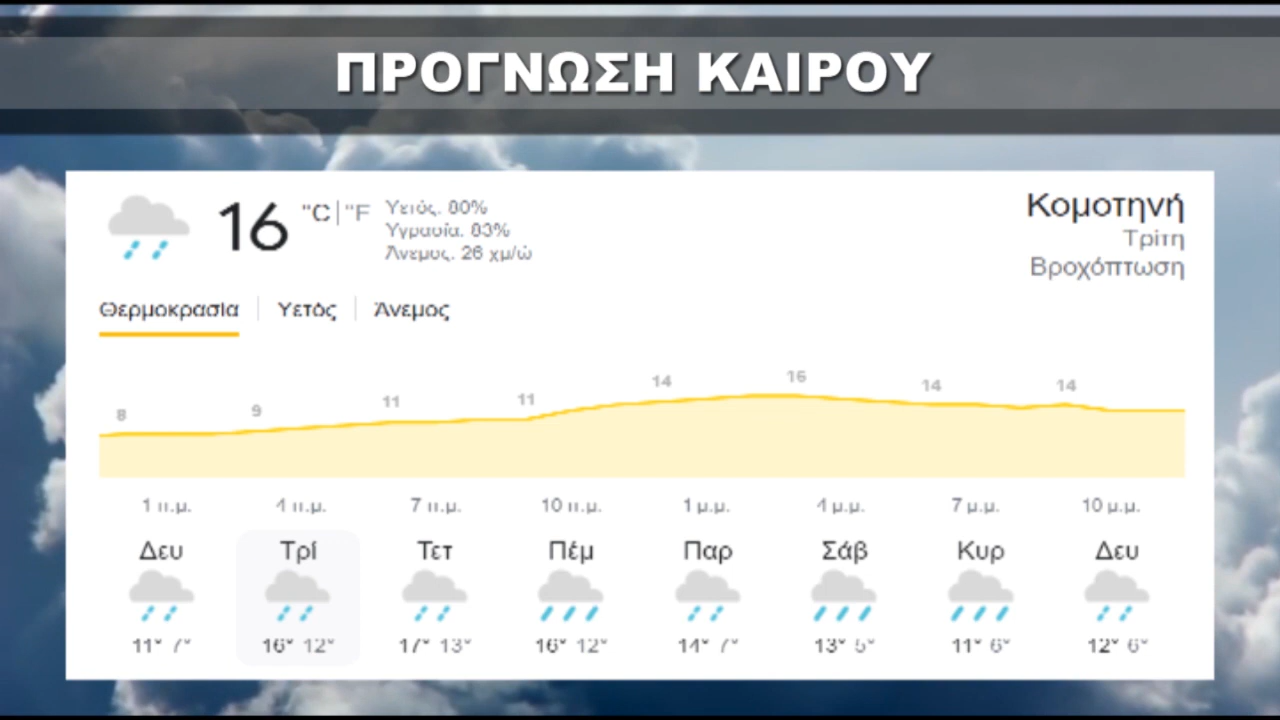 ΠΡΟΓΝΩΣΗ ΚΑΙΡΟΥ
16 °C | °F
Υετός: 80%
Υγρασία: 83%
Άνεμος: 26 χμ/ώ
Κομοτηνή
Τρίτη
Βροχόπτωση
Θερμοκρασία | Υετός | Άνεμος
8 9 11 11 14 16 14 14
1 π.μ. 4 π.μ. 7 π.μ. 10 π.μ. 1 μ.μ. 4 μ.μ. 7 μ.μ. 10 μ.μ.
Δευ Τρί Τετ Πέμ Παρ Σάβ Κυρ Δευ
11° 7° 16° 12° 17° 13° 16° 12° 14° 7° 13° 5° 11° 6° 12° 6°